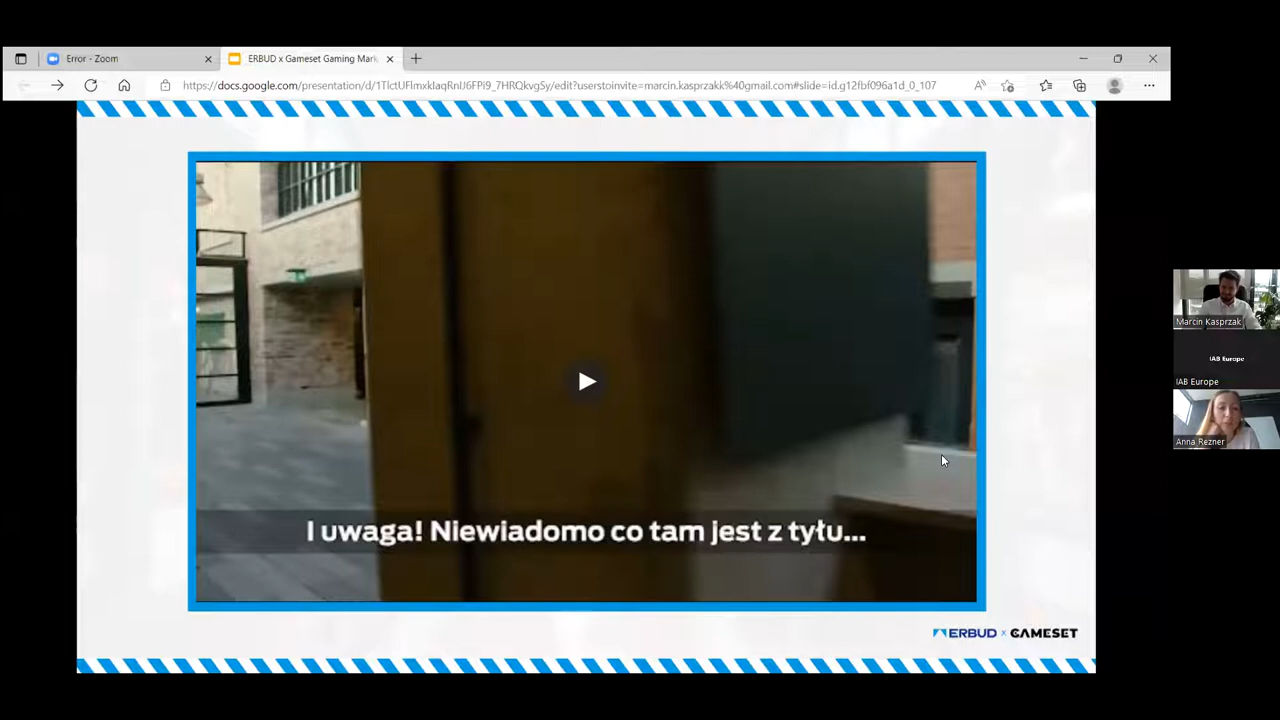 Error - Zoom
ERBUD x Gameset Gaming Mark
https://docs.google.com/presentation/d/1TlctUFlmxklaqRnIJ6FPi9_7HRQkvgSy/edit?userstoinvite=marcin.kasprzakk%40gmail.com#slide=id.g12fbf096a1d_0_107
I uwaga! Niewiadomo co tam jest z tyłu...
ERBUD x GAMESET
Marcin Kasprzak
IAB Europe
IAB Europe
Anna Rezner